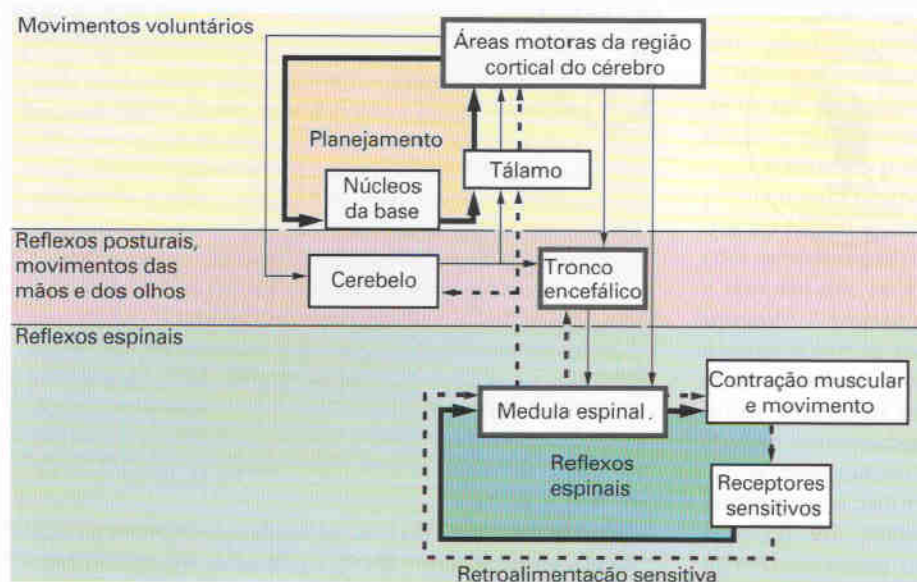 Movimentos voluntários
Áreas motoras da região
cortical do cérebro
Planejamento
Tálamo
Núcleos
da base
Reflexos posturais,
movimentos das
mãos e dos olhos
Cerebelo
Tronco
encefálico
Reflexos espinais
Medula espinal.
Contração muscular
e movimento
Reflexos
espinais
Receptores
sensitivos
Retroalimentação sensitiva